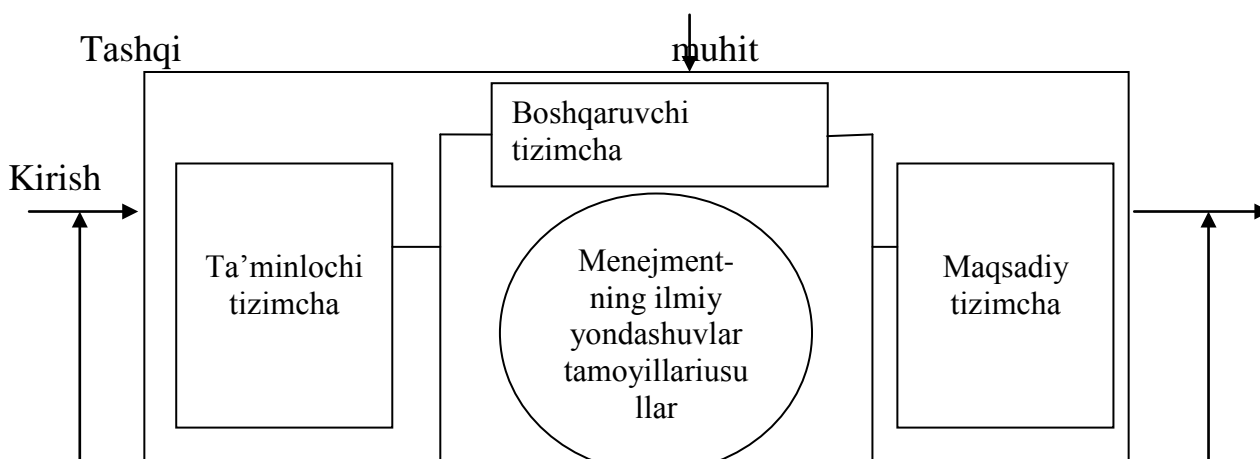 Tashqi muhit
Boshqaruvchi
tizimcha
Kirish
Ta’minlochi
tizimcha
Menejment-
ning ilmiy
yondashuvlar
tamoyillariusu
llar
Maqsadiy
tizimcha